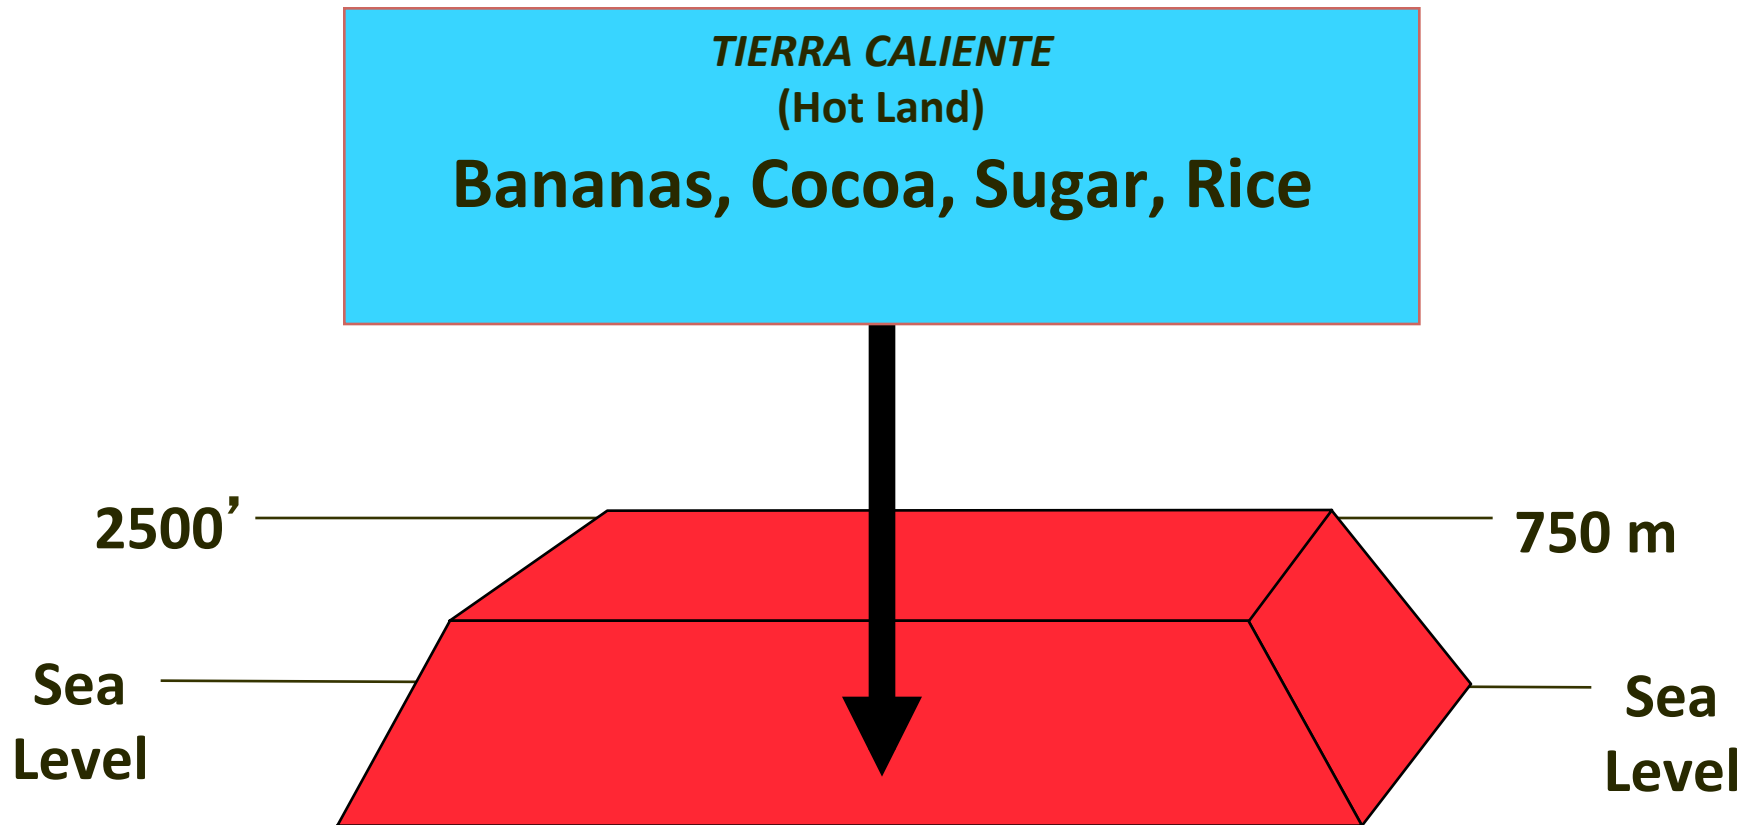 TIERRA CALIENTE
(Hot Land)
Bananas, Cocoa, Sugar, Rice
2500’
750 m
Sea
Level
Sea
Level